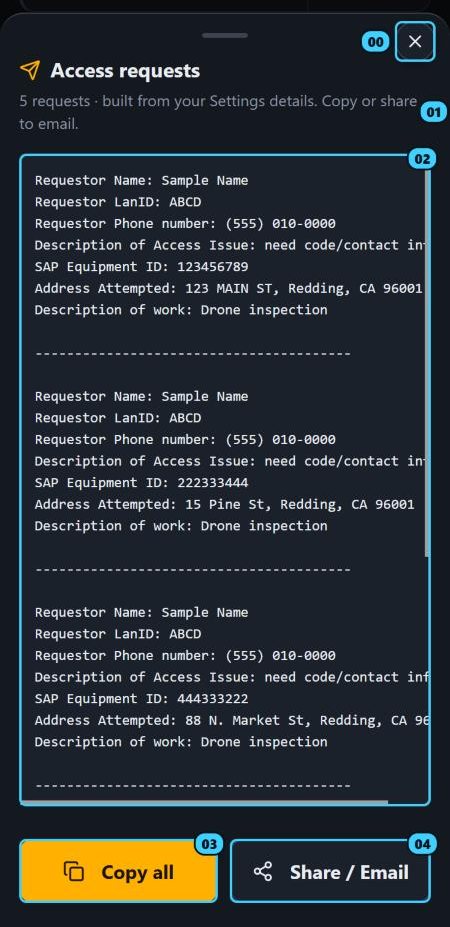 00
Access requests
5 requests · built from your Settings details. Copy or share
to email.
01
02
Requestor Name: Sample Name
Requestor LanID: ABCD
Requestor Phone number: (555) 010-0000
Description of Access Issue: need code/contact
SAP Equipment ID: 123456789
Address Attempted: 123 MAIN ST, Redding, CA 96001
Description of work: Drone inspection
----------------------------------------
Requestor Name: Sample Name
Requestor LanID: ABCD
Requestor Phone number: (555) 010-0000
Description of Access Issue: need code/contact
SAP Equipment ID: 222333444
Address Attempted: 15 Pine St, Redding, CA 96001
Description of work: Drone inspection
----------------------------------------
Requestor Name: Sample Name
Requestor LanID: ABCD
Requestor Phone number: (555) 010-0000
Description of Access Issue: need code/contact inf
SAP Equipment ID: 444333222
Address Attempted: 88 N. Market St, Redding, CA 96
Description of work: Drone inspection
----------------------------------------
03
Copy all
04
Share / Email